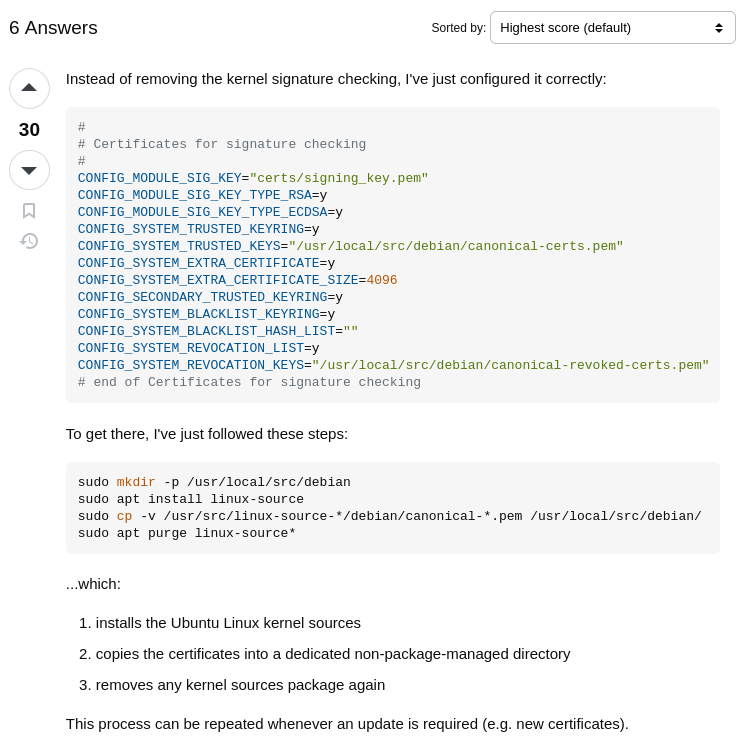 6 Answers
Sorted by: Highest score (default)
Instead of removing the kernel signature checking, I've just configured it correctly:
30
#
# Certificates for signature checking
#
CONFIG_MODULE_SIG_KEY="certs/signing_key.pem"
CONFIG_MODULE_SIG_KEY_TYPE_RSA=y
CONFIG_MODULE_SIG_KEY_TYPE_ECDSA=y
CONFIG_SYSTEM_TRUSTED_KEYRING=y
CONFIG_SYSTEM_TRUSTED_KEYS="/usr/local/src/debian/canonical-certs.pem"
CONFIG_SYSTEM_EXTRA_CERTIFICATE=y
CONFIG_SYSTEM_EXTRA_CERTIFICATE_SIZE=4096
CONFIG_SECONDARY_TRUSTED_KEYRING=y
CONFIG_SYSTEM_BLACKLIST_KEYRING=y
CONFIG_SYSTEM_BLACKLIST_HASH_LIST=""
CONFIG_SYSTEM_REVOCATION_LIST=y
CONFIG_SYSTEM_REVOCATION_KEYS="/usr/local/src/debian/canonical-revoked-certs.pem"
# end of Certificates for signature checking
To get there, I've just followed these steps:
sudo mkdir -p /usr/local/src/debian
sudo apt install linux-source
sudo cp -v /usr/src/linux-source-*/debian/canonical-*.pem /usr/local/src/debian/
sudo apt purge linux-source*
...which:
1. installs the Ubuntu Linux kernel sources
2. copies the certificates into a dedicated non-package-managed directory
3. removes any kernel sources package again
This process can be repeated whenever an update is required (e.g. new certificates).